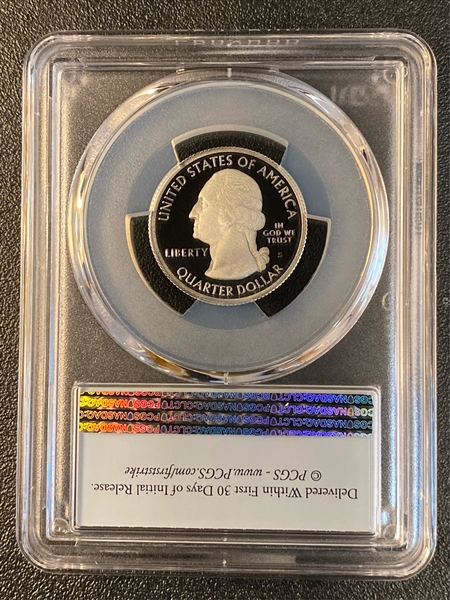 UNITED STATES OF AMERICA
IN
GOD WE
TRUST
LIBERTY
S
QUARTER DOLLAR
Delivered Within First 30 Days of Initial Release.
© PCGS - www.PCGS.com/firststrike